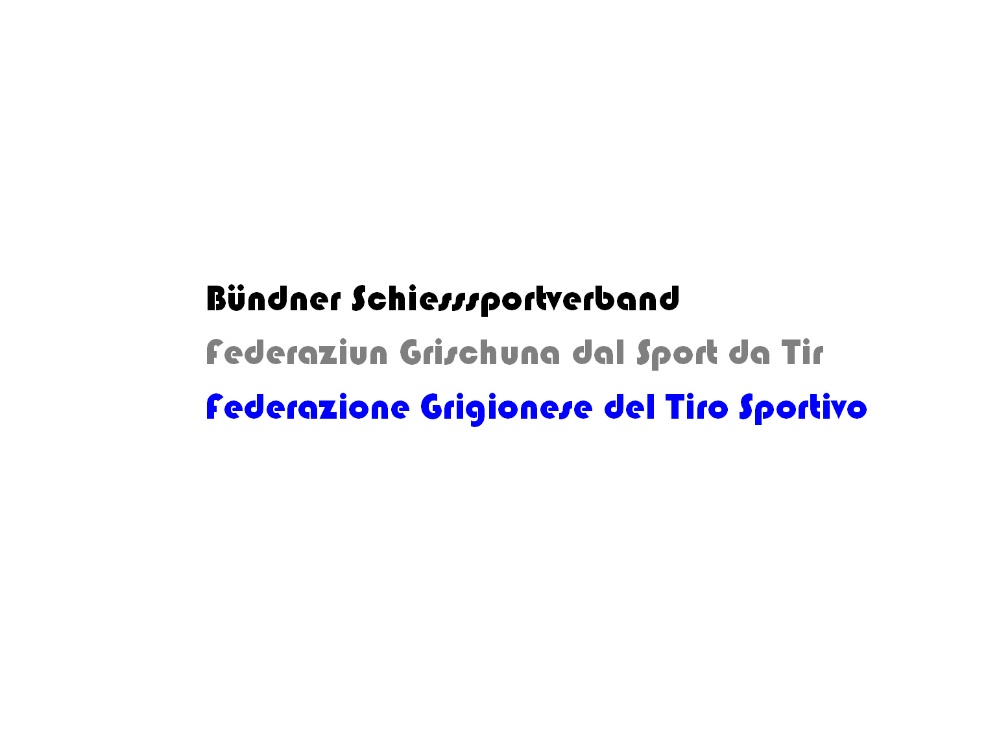 Bündner Schiesssportverband
Federaziun Grischuna dal Sport da Tir
Federazione Grigionese del Tiro Sportivo